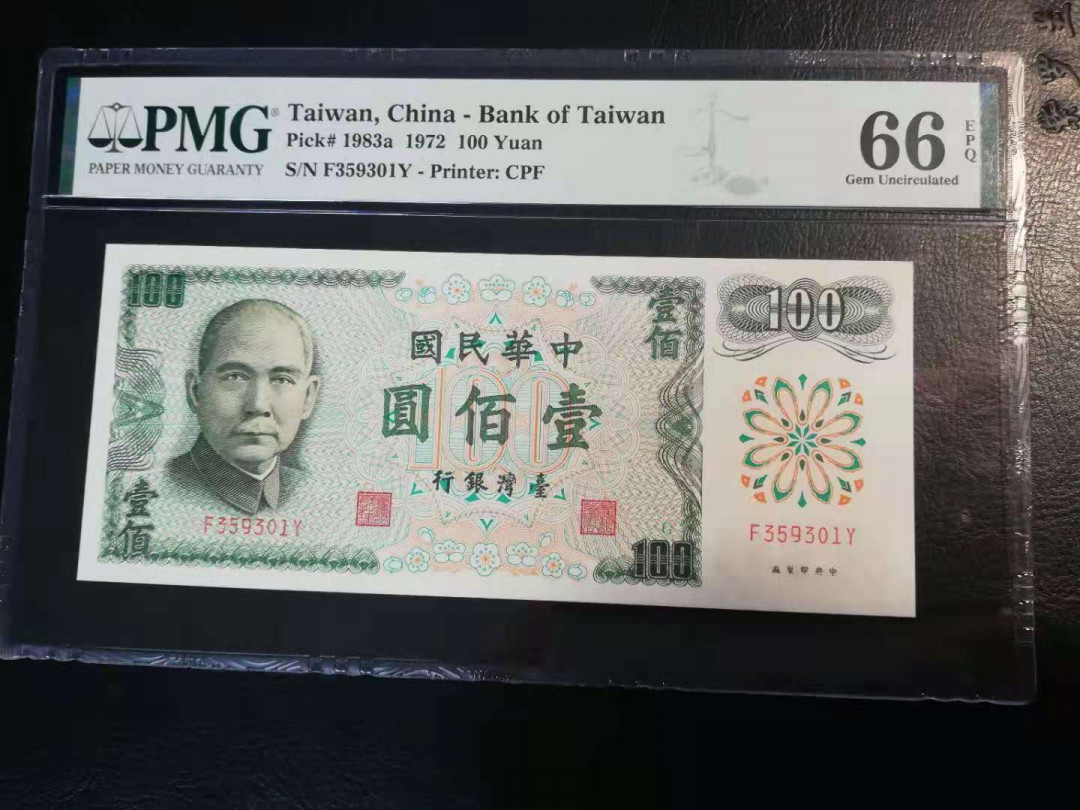 PMG®
PAPER MONEY GUARANTY
Taiwan, China - Bank of Taiwan
Pick# 1983a 1972 100 Yuan
S/N F359301Y - Printer: CPF
66
EPQ
Gem Uncirculated
100
壹佰
100
國民華中
100
圓佰壹
行銀灣臺
壹佰
F359301Y
G
100
F359301Y
廠製印央中